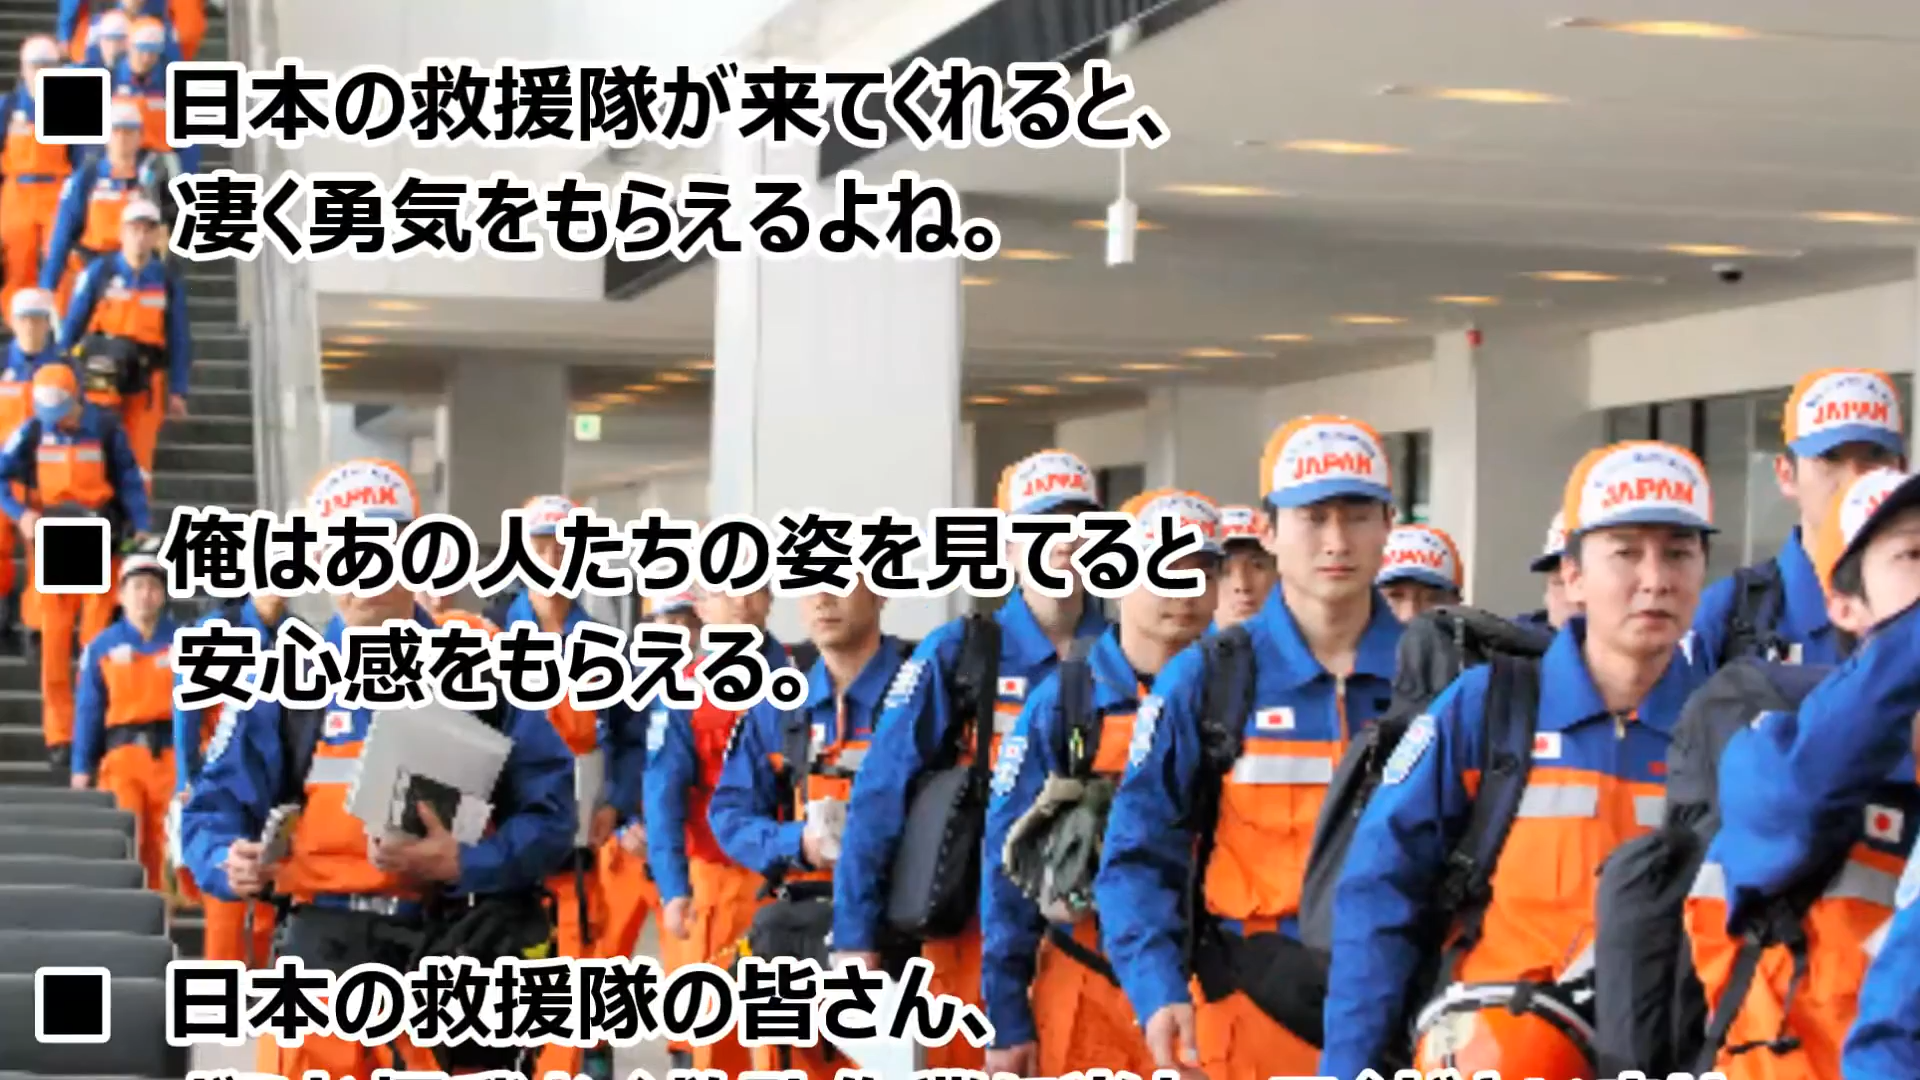 ■ 日本の救援隊が来てくれると、
凄く勇気をもらえるよね。
■ 俺はあの人たちの姿を見てると
安心感をもらえる。
■ 日本の救援隊の皆さん、
JAPAN
JAPAN
JAPAN
JAPAN
JAPAN
JAPAN